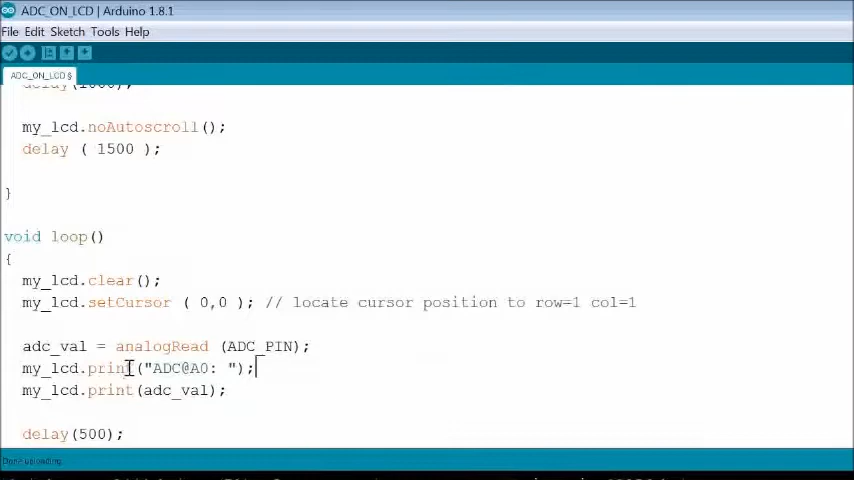 ADC_ON_LCD | Arduino 1.8.1
File Edit Sketch Tools Help
ADC_ON_LCD §
delay(1000);
my_lcd.noAutoscroll();
delay ( 1500 );
}
void loop()
{
my_lcd.clear();
my_lcd.setCursor ( 0,0 ); // locate cursor position to row=1 col=1
adc_val = analogRead (ADC_PIN);
my_lcd.print("ADC@A0: ");
my_lcd.print(adc_val);
delay(500);
Done uploading.